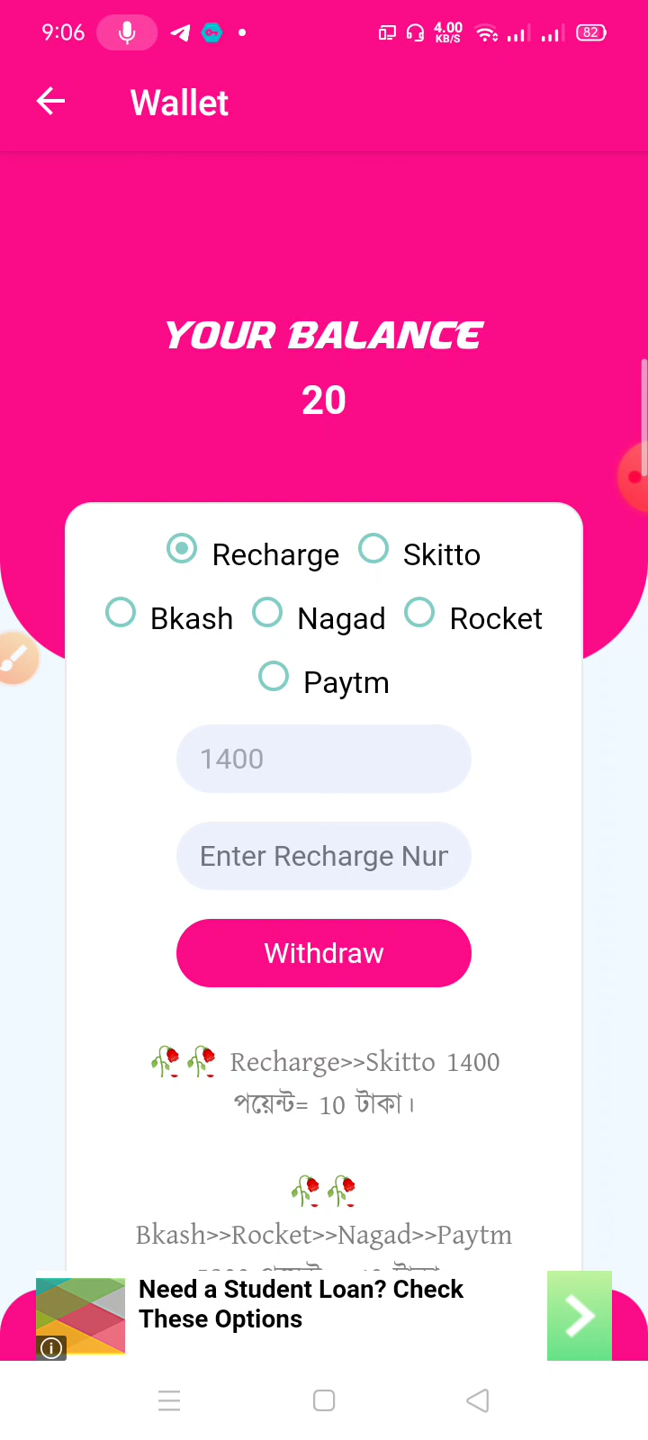 9:06 4.00 KB/S 82
Wallet
YOUR BALANCE
20
Recharge Skitto
Bkash Nagad Rocket
Paytm
1400
Enter Recharge Nur
Withdraw
🥀🥀 Recharge>>Skitto 1400
পয়েন্ট= 10 টাকা।
🥀🥀
Bkash>>Rocket>>Nagad>>Paytm
Need a Student Loan? Check
These Options